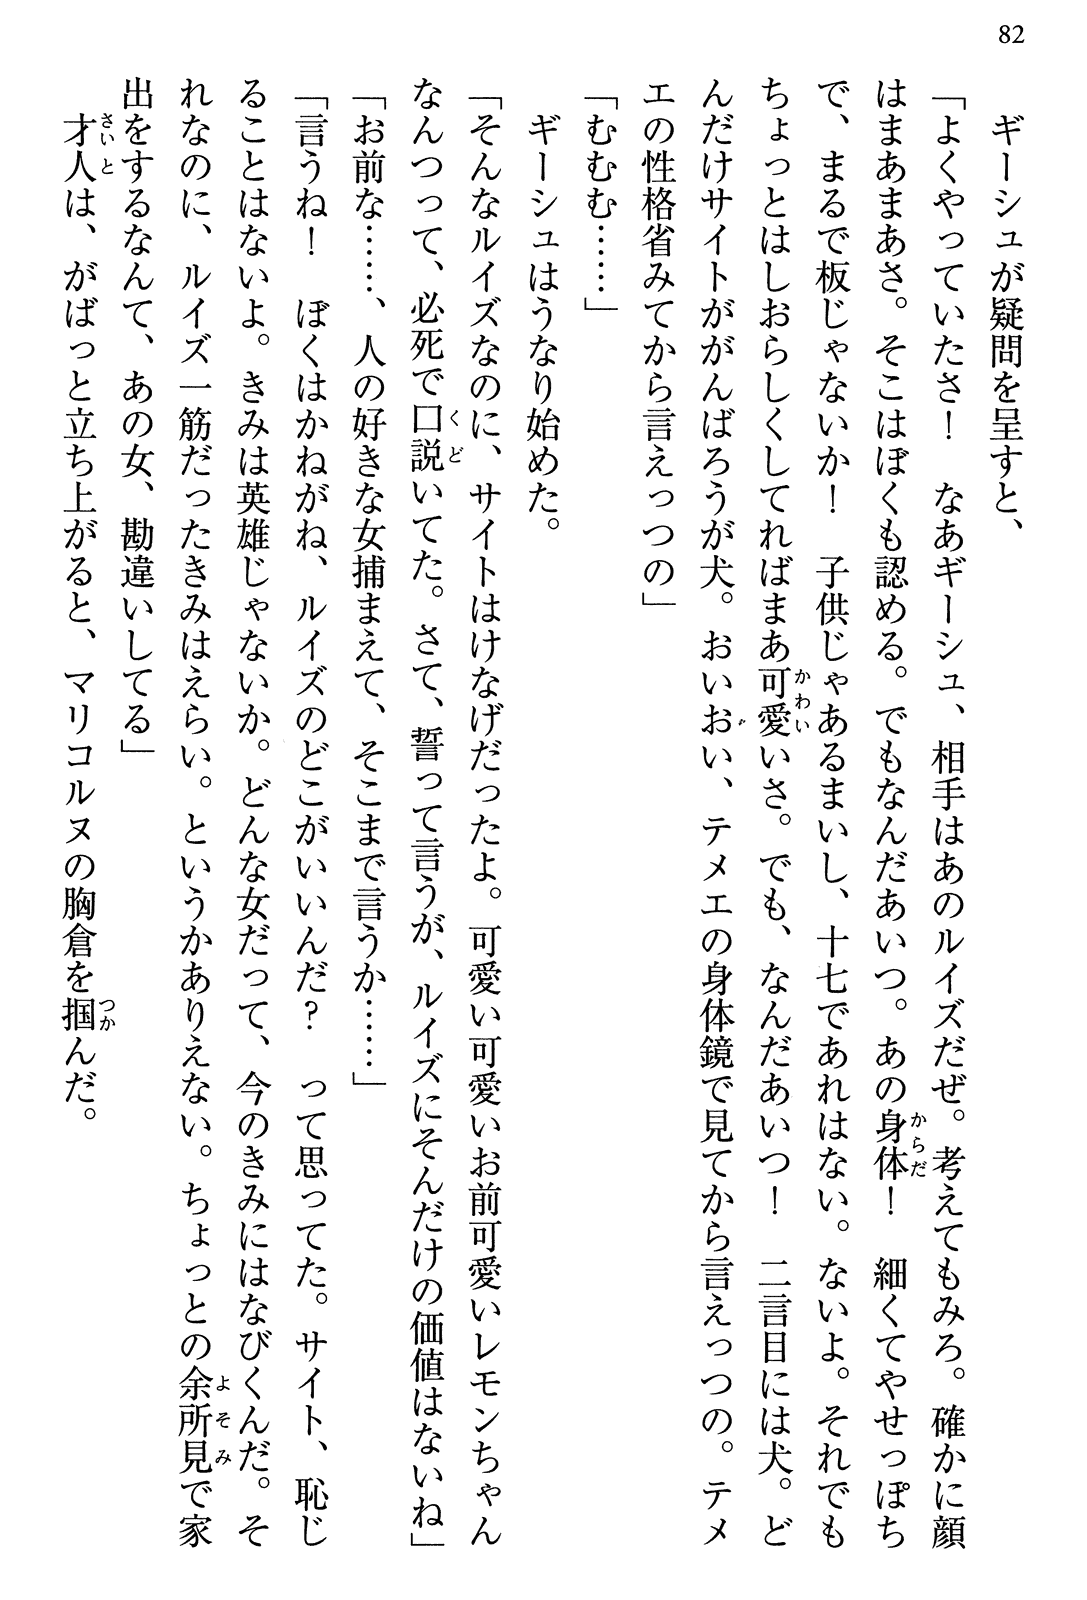 82
ギーシュが疑問を呈すと、
「よくやっていたさ！　なあギーシュ、相手はあのルイズだぜ。考えてもみろ。確かに顔
はまあまあさ。そこはぼくも認める。でもなんだあいつ。あの身体！　細くてやせっぽち
で、まるで板じゃないか！　子供じゃあるまいし、十七であれはない。ないよ。それでも
ちょっとはしおらしくしてればまあ可愛いさ。でも、なんだあいつ！　二言目には犬。ど
んだけサイトががんばろうが犬。おいおい、テメエの身体鏡で見てから言えっつの。テメ
エの性格省みてから言えっつの」
「むむむ……」
ギーシュはうなり始めた。
「そんなルイズなのに、サイトはけなげだったよ。可愛い可愛いお前可愛いレモンちゃん
なんつって、必死で口説いてた。さて、誓って言うが、ルイズにそんだけの価値はないね」
「お前な……、人の好きな女捕まえて、そこまで言うか……」
「言うね！　ぼくはかねがね、ルイズのどこがいいんだ？　って思ってた。サイト、恥じ
ることはないよ。きみは英雄じゃないか。どんな女だって、今のきみにはなびくんだ。そ
れなのに、ルイズ一筋だったきみはえらい。というかありえない。ちょっとの余所見で家
出をするなんて、あの女、勘違いしてる」
才人は、がばっと立ち上がると、マリコルヌの胸倉を掴んだ。